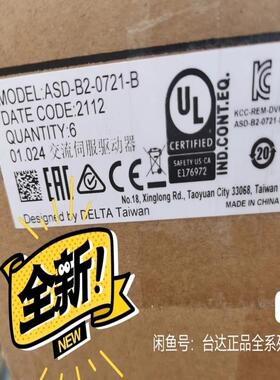 MODEL:ASD-B2-0721-B
DATE CODE:2112
QUANTITY:6
01.024 交流伺服驱动器
UL
CERTIFIED
SAFETY US CA
E176972
IND.CONT.EQ.
KCC-REM-DV
ASD-B2-0721-
EAC
No.18, Xinglong Rd., Taoyuan City 33068, Taiwan
MADE IN CHINA
Designed by DELTA Taiwan
20
全新!
NEW
闲鱼号：台达正品全系列